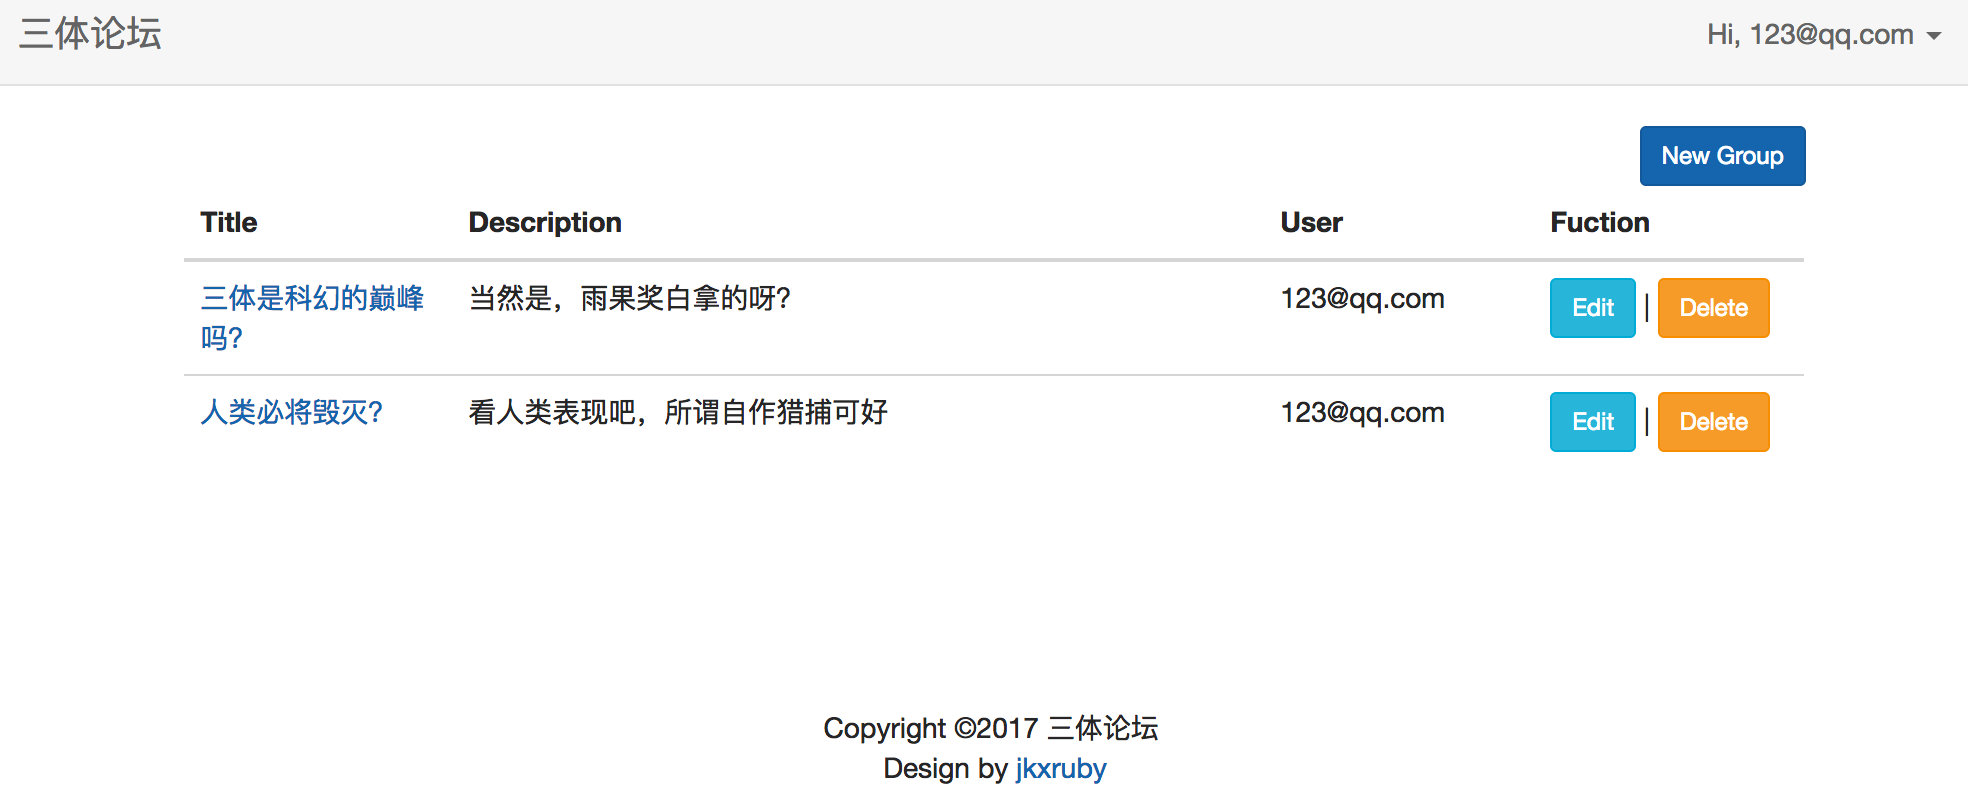 三体论坛
Hi, 123@qq.com
New Group
Title Description User Fuction
三体是科幻的巅峰 当然是，雨果奖白拿的呀? 123@qq.com Edit | Delete
吗?
人类必将毁灭? 看人类表现吧，所谓自作猎捕可好 123@qq.com Edit | Delete
Copyright ©2017 三体论坛
Design by jkxruby